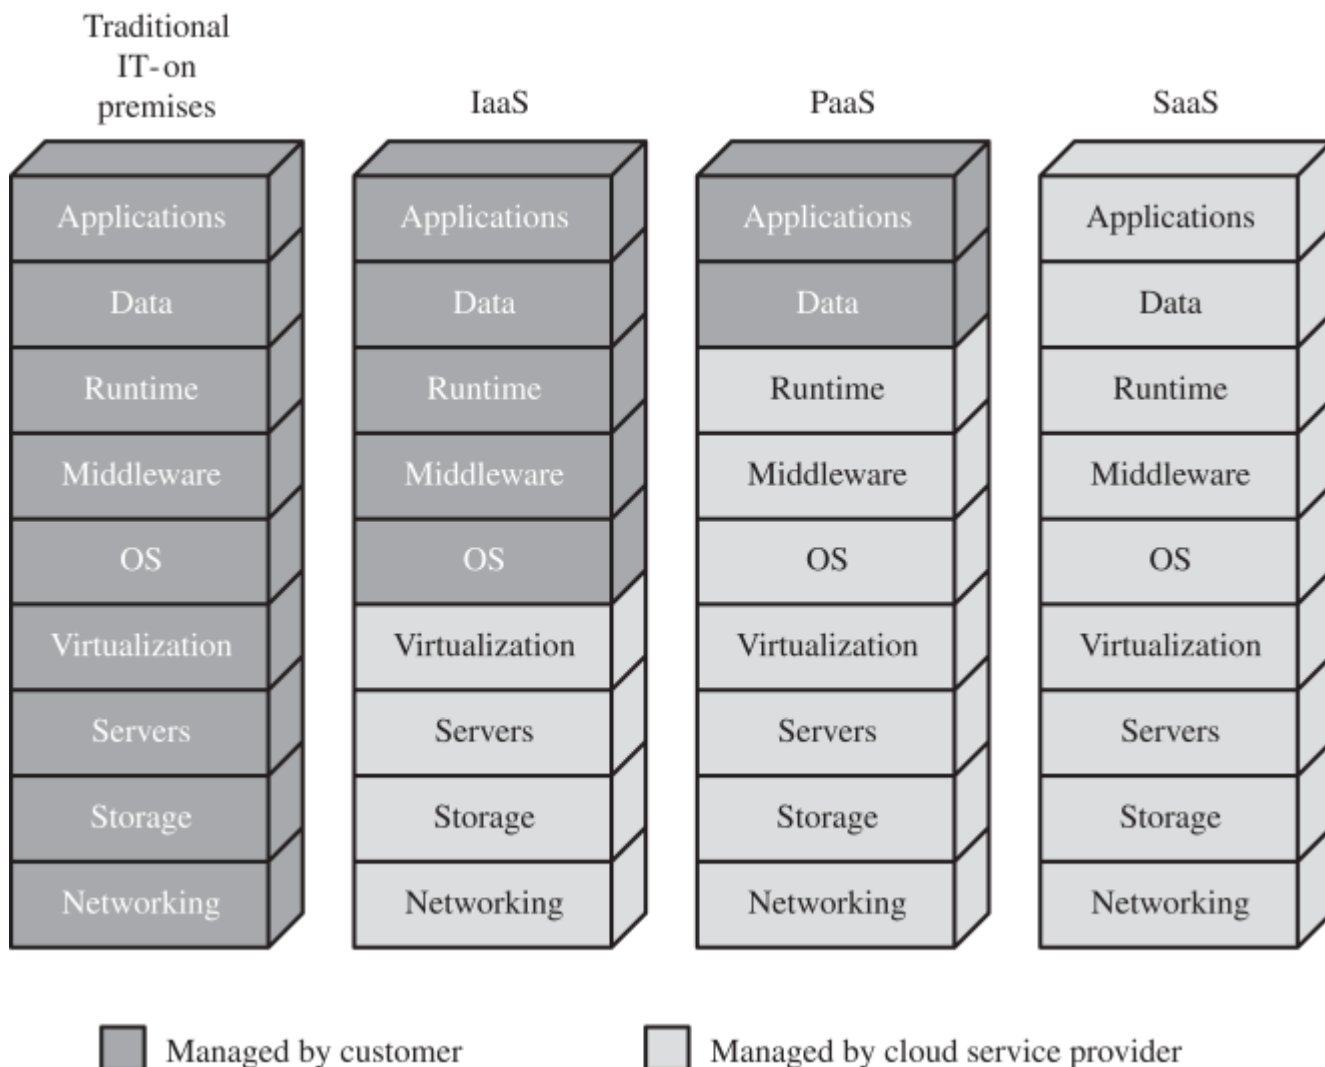 Traditional
IT-on
premises
IaaS
PaaS
SaaS
Applications
Data
Runtime
Middleware
OS
Virtualization
Servers
Storage
Networking
Applications
Data
Runtime
Middleware
OS
Virtualization
Servers
Storage
Networking
Applications
Data
Runtime
Middleware
OS
Virtualization
Servers
Storage
Networking
Applications
Data
Runtime
Middleware
OS
Virtualization
Servers
Storage
Networking
Managed by customer
Managed by cloud service provider